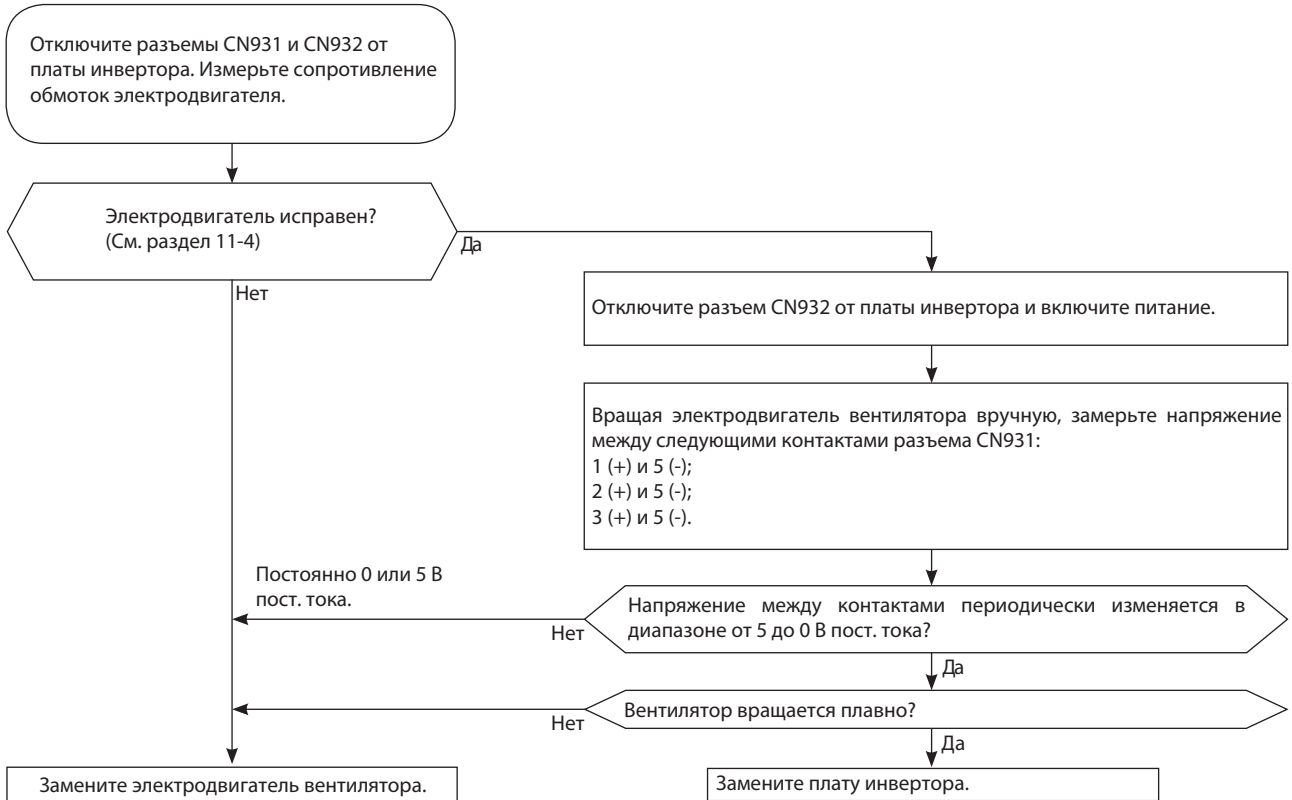 Отключите разъемы CN931 и CN932 от
платы инвертора. Измерьте сопротивление
обмоток электродвигателя.
Электродвигатель исправен?
(См. раздел 11-4)
Да
Нет
Отключите разъем CN932 от платы инвертора и включите питание.
Вращая электродвигатель вентилятора вручную, замерьте напряжение
между следующими контактами разъема CN931:
1 (+) и 5 (-);
2 (+) и 5 (-);
3 (+) и 5 (-).
Постоянно 0 или 5 В
пост. тока.
Напряжение между контактами периодически изменяется в
диапазоне от 5 до 0 В пост. тока?
Нет
Да
Вентилятор вращается плавно?
Нет
Да
Замените электродвигатель вентилятора.
Замените плату инвертора.